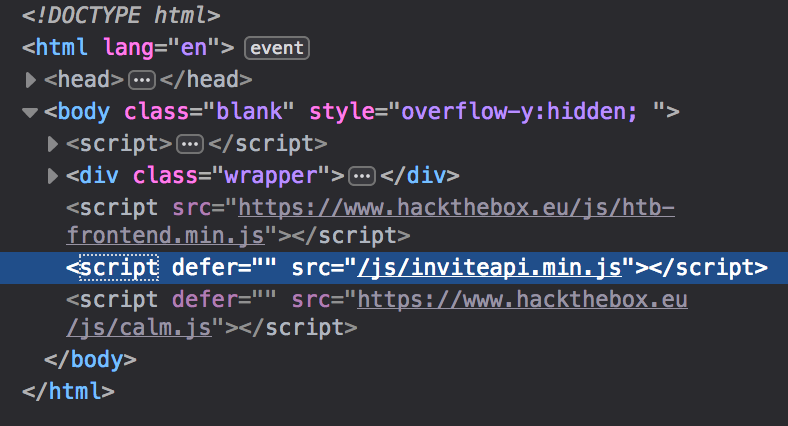 <!DOCTYPE html>
<html lang="en"> event
<head> ... </head>
<body class="blank" style="overflow-y:hidden; ">
<script> ... </script>
<div class="wrapper"> ... </div>
<script src="https://www.hackthebox.eu/js/htb-
frontend.min.js"></script>
<script defer="" src="/js/inviteapi.min.js"></script>
<script defer="" src="https://www.hackthebox.eu
/js/calm.js"></script>
</body>
</html>